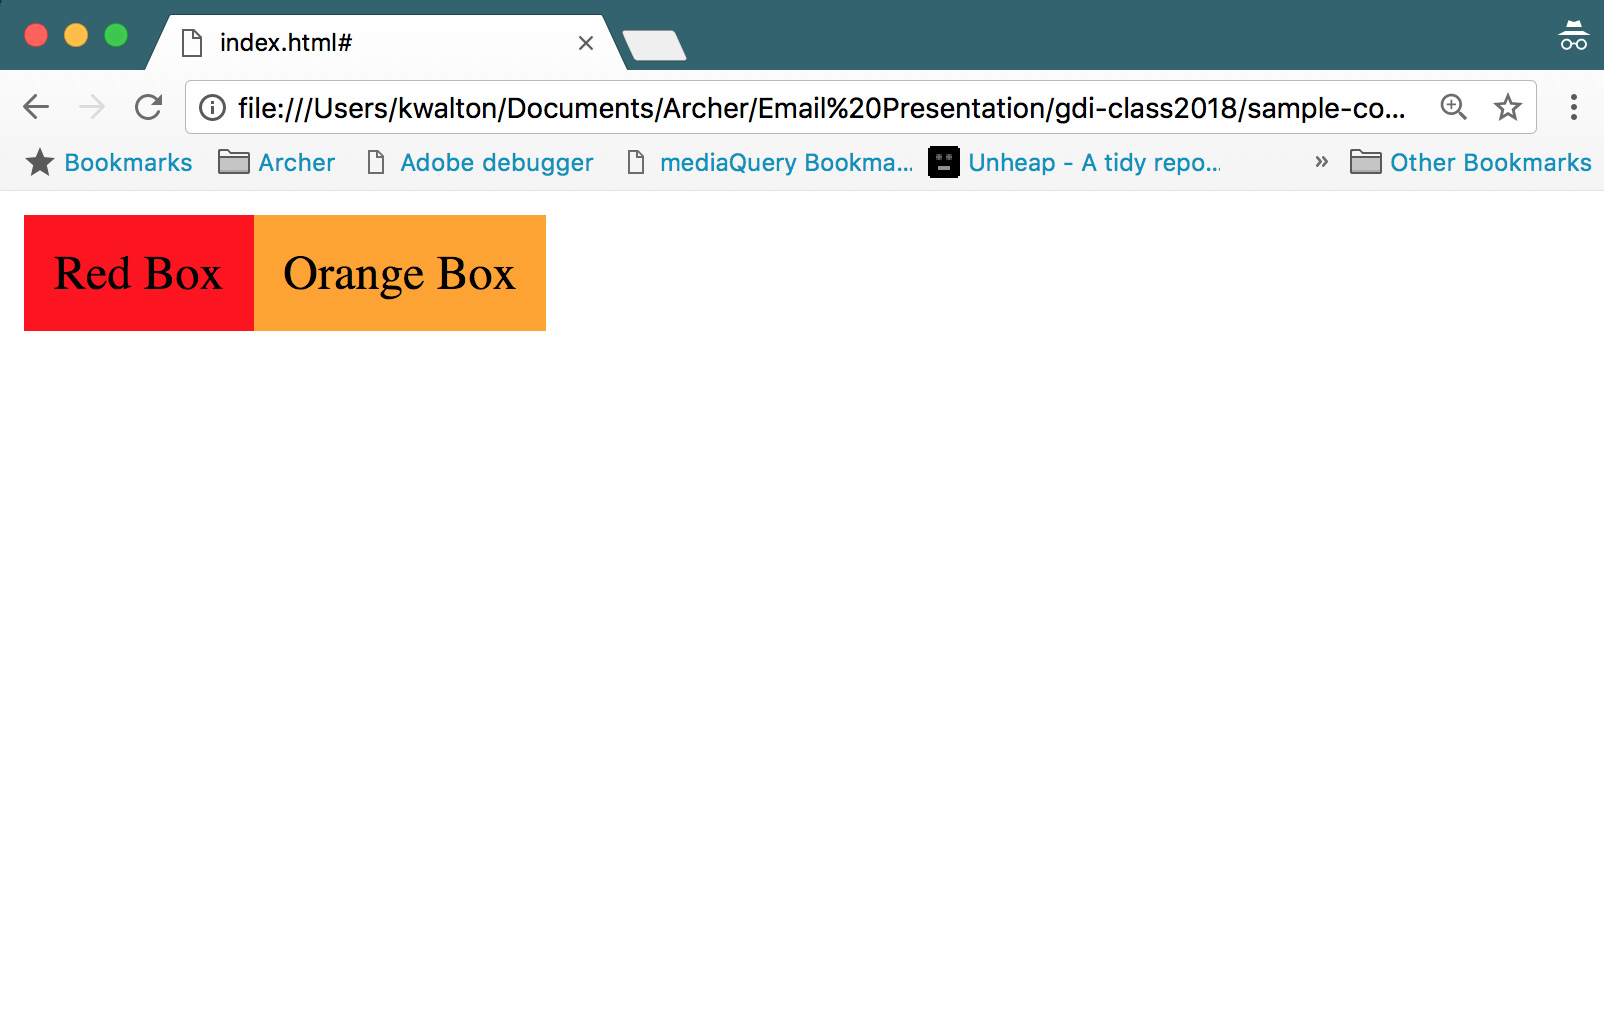 index.html#
file:///Users/kwalton/Documents/Archer/Email%20Presentation/gdi-class2018/sample-co...
Bookmarks Archer Adobe debugger mediaQuery Bookma... Unheap - A tidy repo... » Other Bookmarks
Red Box Orange Box